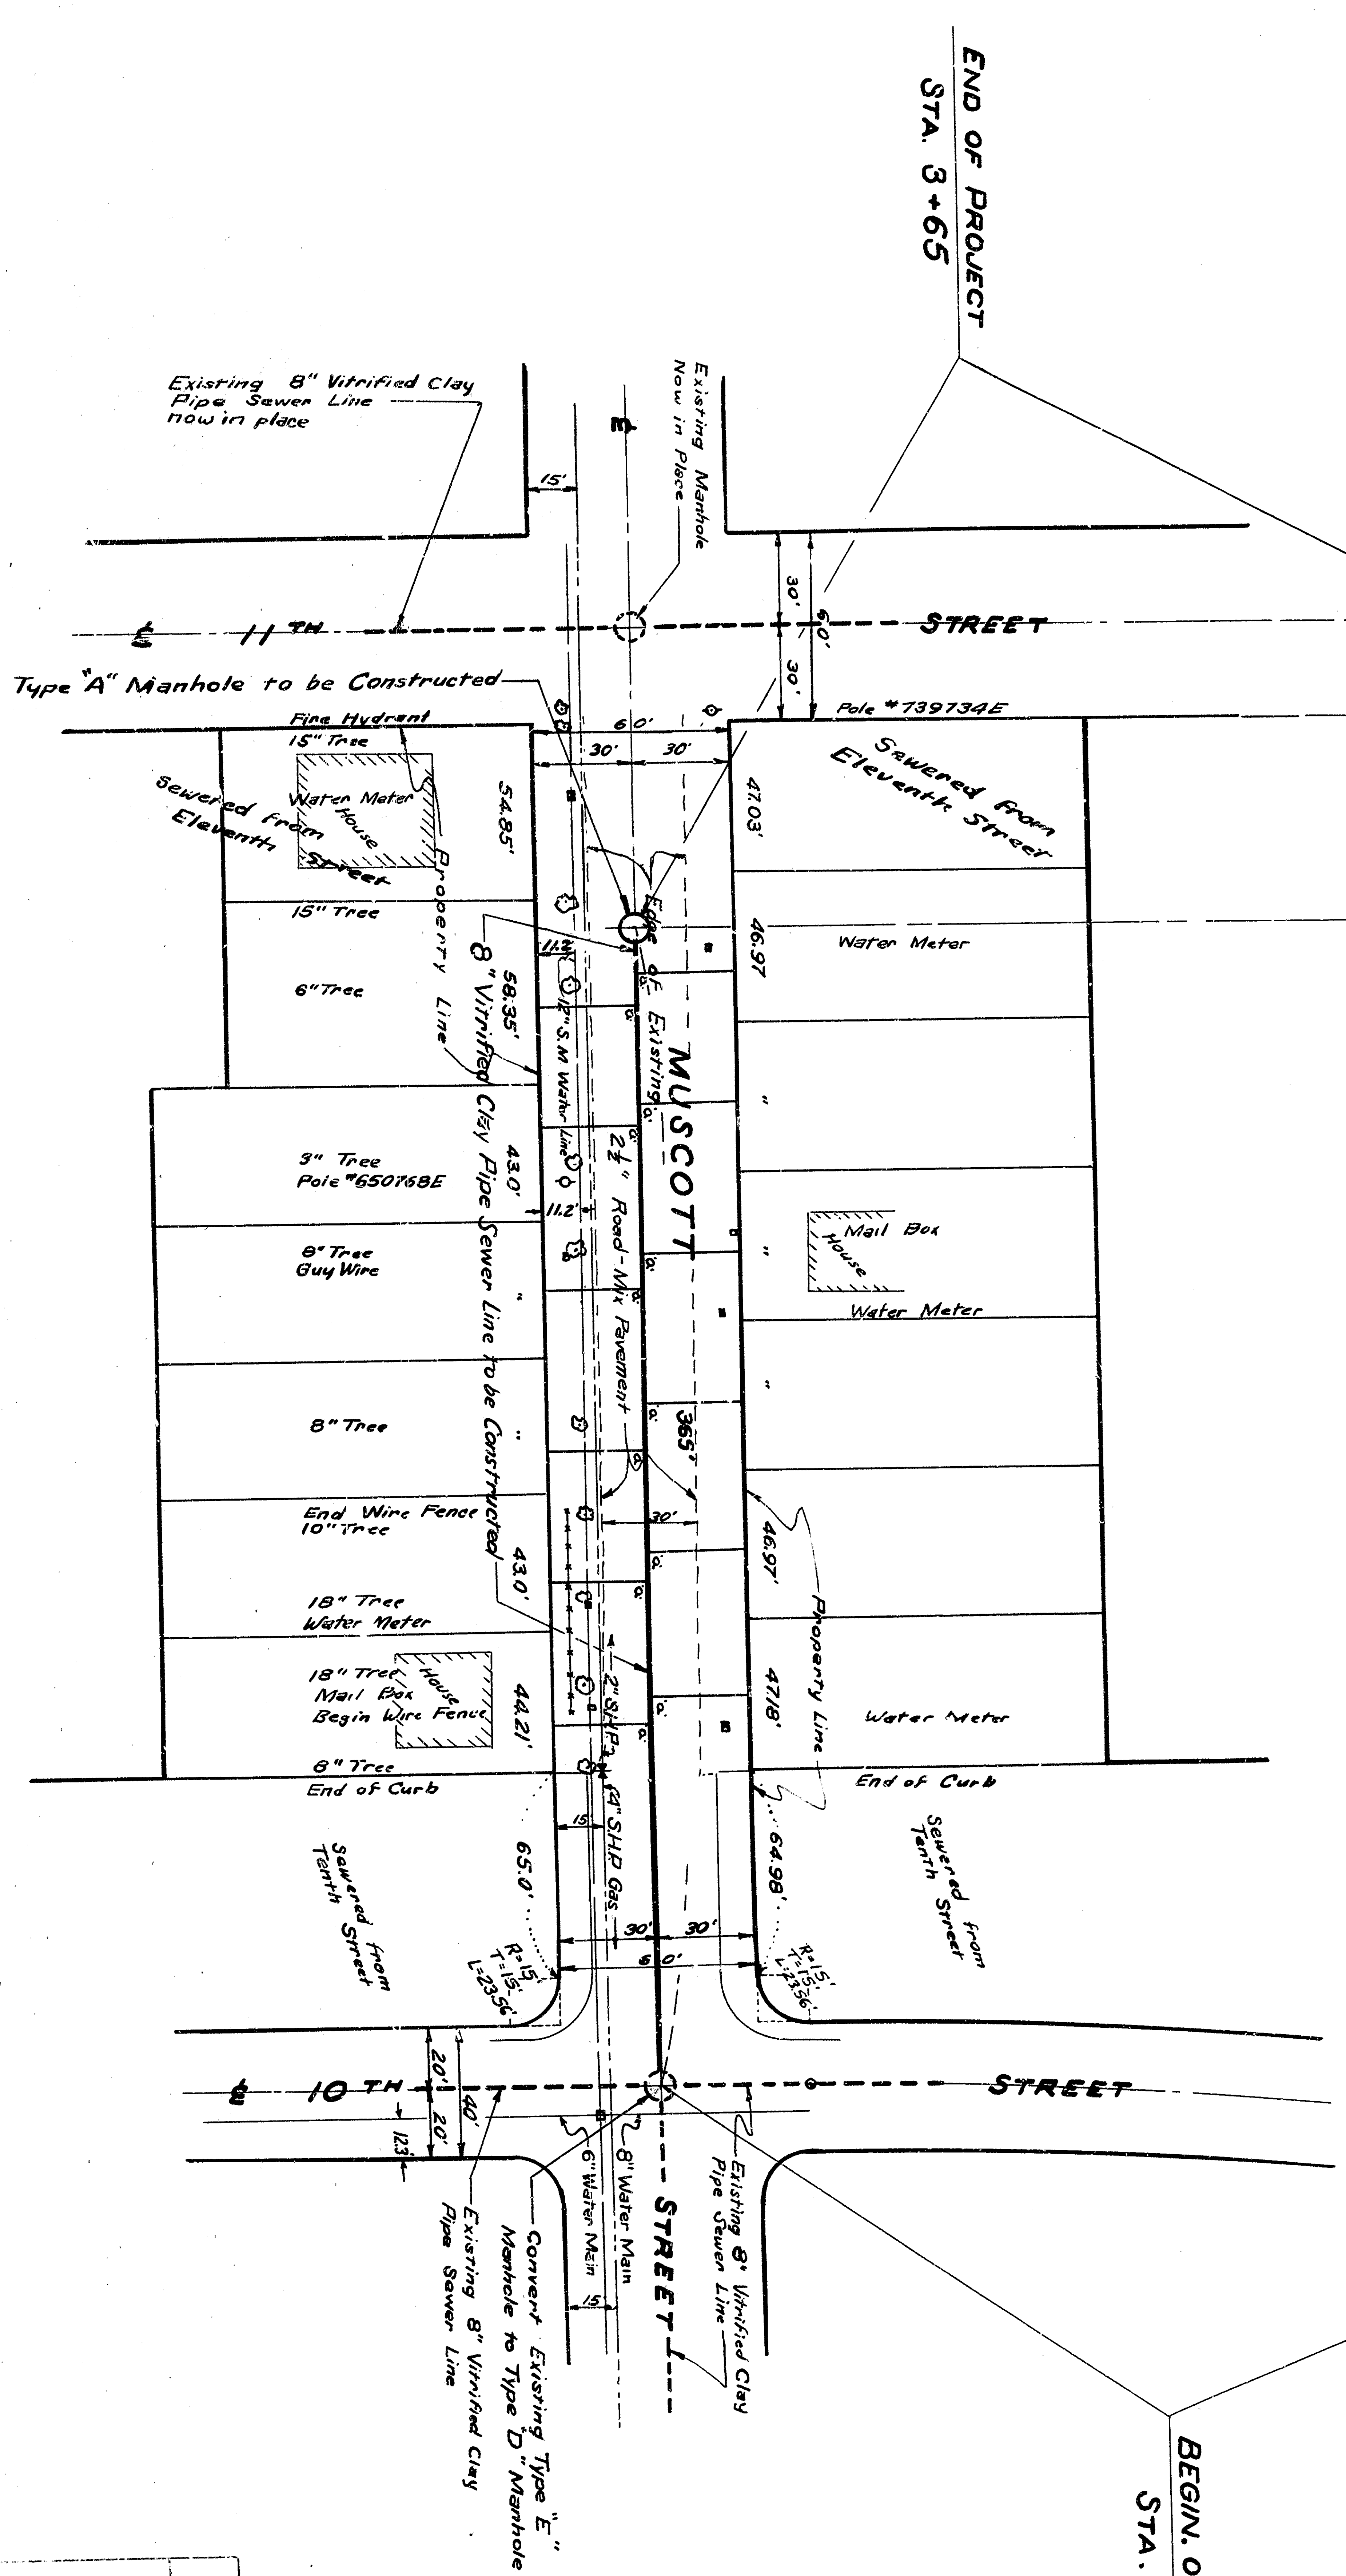 END OF PROJECT
STA. 3+65
Existing 8" Vitrified Clay
Pipe Sewer Line
now in place
Existing Manhole
Now in Place
15'
30'
60'
30'
11TH
STREET
Type "A" Manhole to be Constructed
Fire Hydrant
15" Tree
60'
30'
30'
Pole #739734E
Sewered from
Eleventh Street
Water Meter
House
Sewered from
Eleventh
Street
54.85'
47.03'
Property Line
15" Tree
6" Tree
11.2
58.35'
46.97
Water Meter
8" Vitrified Clay Pipe Sewer Line to be Constructed
12" S.M Water Line
Edge of Existing
2½" Road-Mix Pavement
MUSCOTT
"
3" Tree
Pole #650768E
43.0'
11.2'
Mail Box
House
"
Water Meter
8" Tree
Guy Wire
"
"
8" Tree
"
365'
End Wire Fence
10" Tree
43.0'
30'
46.97'
Property Line
18" Tree
Water Meter
18" Tree
Mail Box
Begin Wire Fence
House
44.21'
2" S.H.P.
4" S.H.P. Gas
47.18'
Water Meter
8" Tree
End of Curb
End of Curb
15
65.0'
64.98'
Sewered from
Tenth Street
Sewered from
Tenth Street
30'
30'
60'
R=15'
T=15'
L=23.56'
R=15'
T=15'
L=23.56'
20'
20'
40'
12.3
10TH
STREET
6" Water Main
8" Water Main
15
STREET
Existing 8" Vitrified Clay
Pipe Sewer Line
Convert Existing Type "E"
Manhole to Type "D" Manhole
Existing 8" Vitrified Clay
Pipe Sewer Line
BEGIN. O
STA.